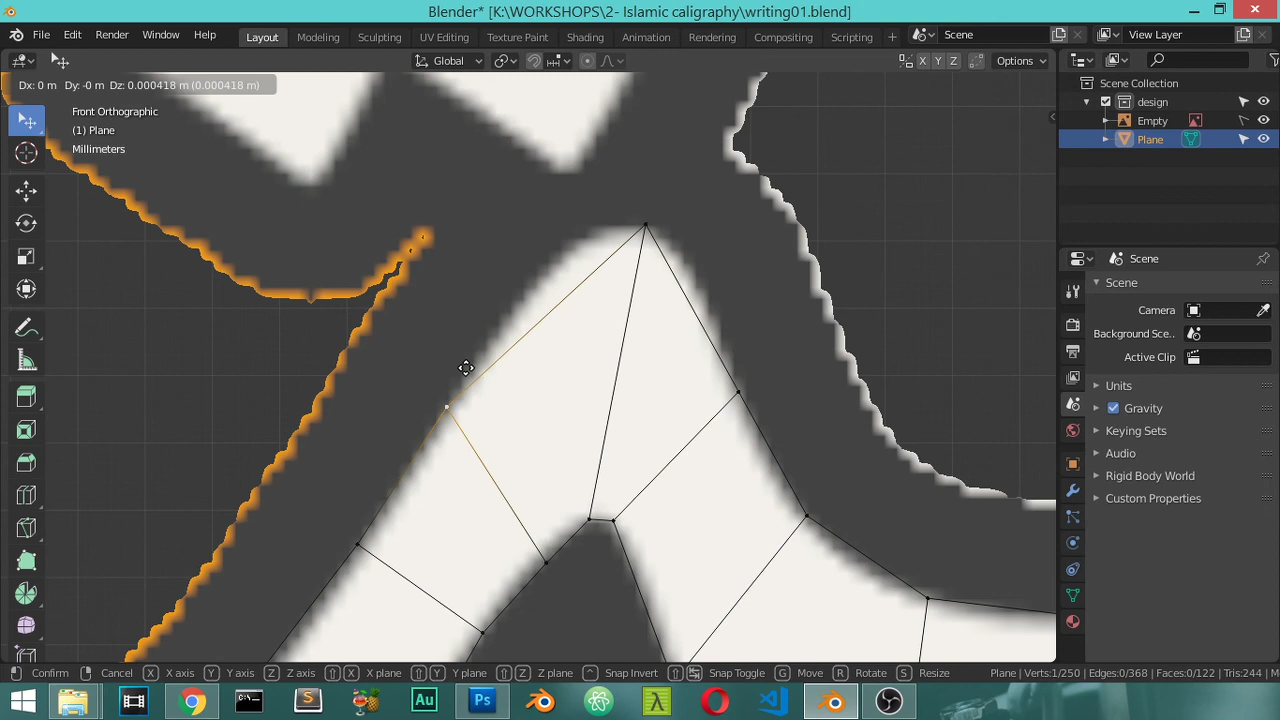 Blender* [K:\WORKSHOPS\2- Islamic caligraphy\writing01.blend]
File Edit Render Window Help Layout Modeling Sculpting UV Editing Texture Paint Shading Animation Rendering Compositing Scripting + Scene View Layer
Global X Y Z Options
Dx: 0 m Dy: -0 m Dz: 0.000418 m (0.000418 m)
Front Orthographic
(1) Plane
Millimeters
Scene Collection
design
Empty
Plane
Scene
Scene
Camera
Background Sce..
Active Clip
Units
Gravity
Keying Sets
Audio
Rigid Body World
Custom Properties
Confirm Cancel X X axis Y Y axis Z Z axis X X plane Y Y plane Z Z plane Snap Invert Snap Toggle G Move R Rotate S Resize Plane | Verts:1/250 | Edges:0/368 | Faces:0/122 | Tris:244 | M
Au Ps